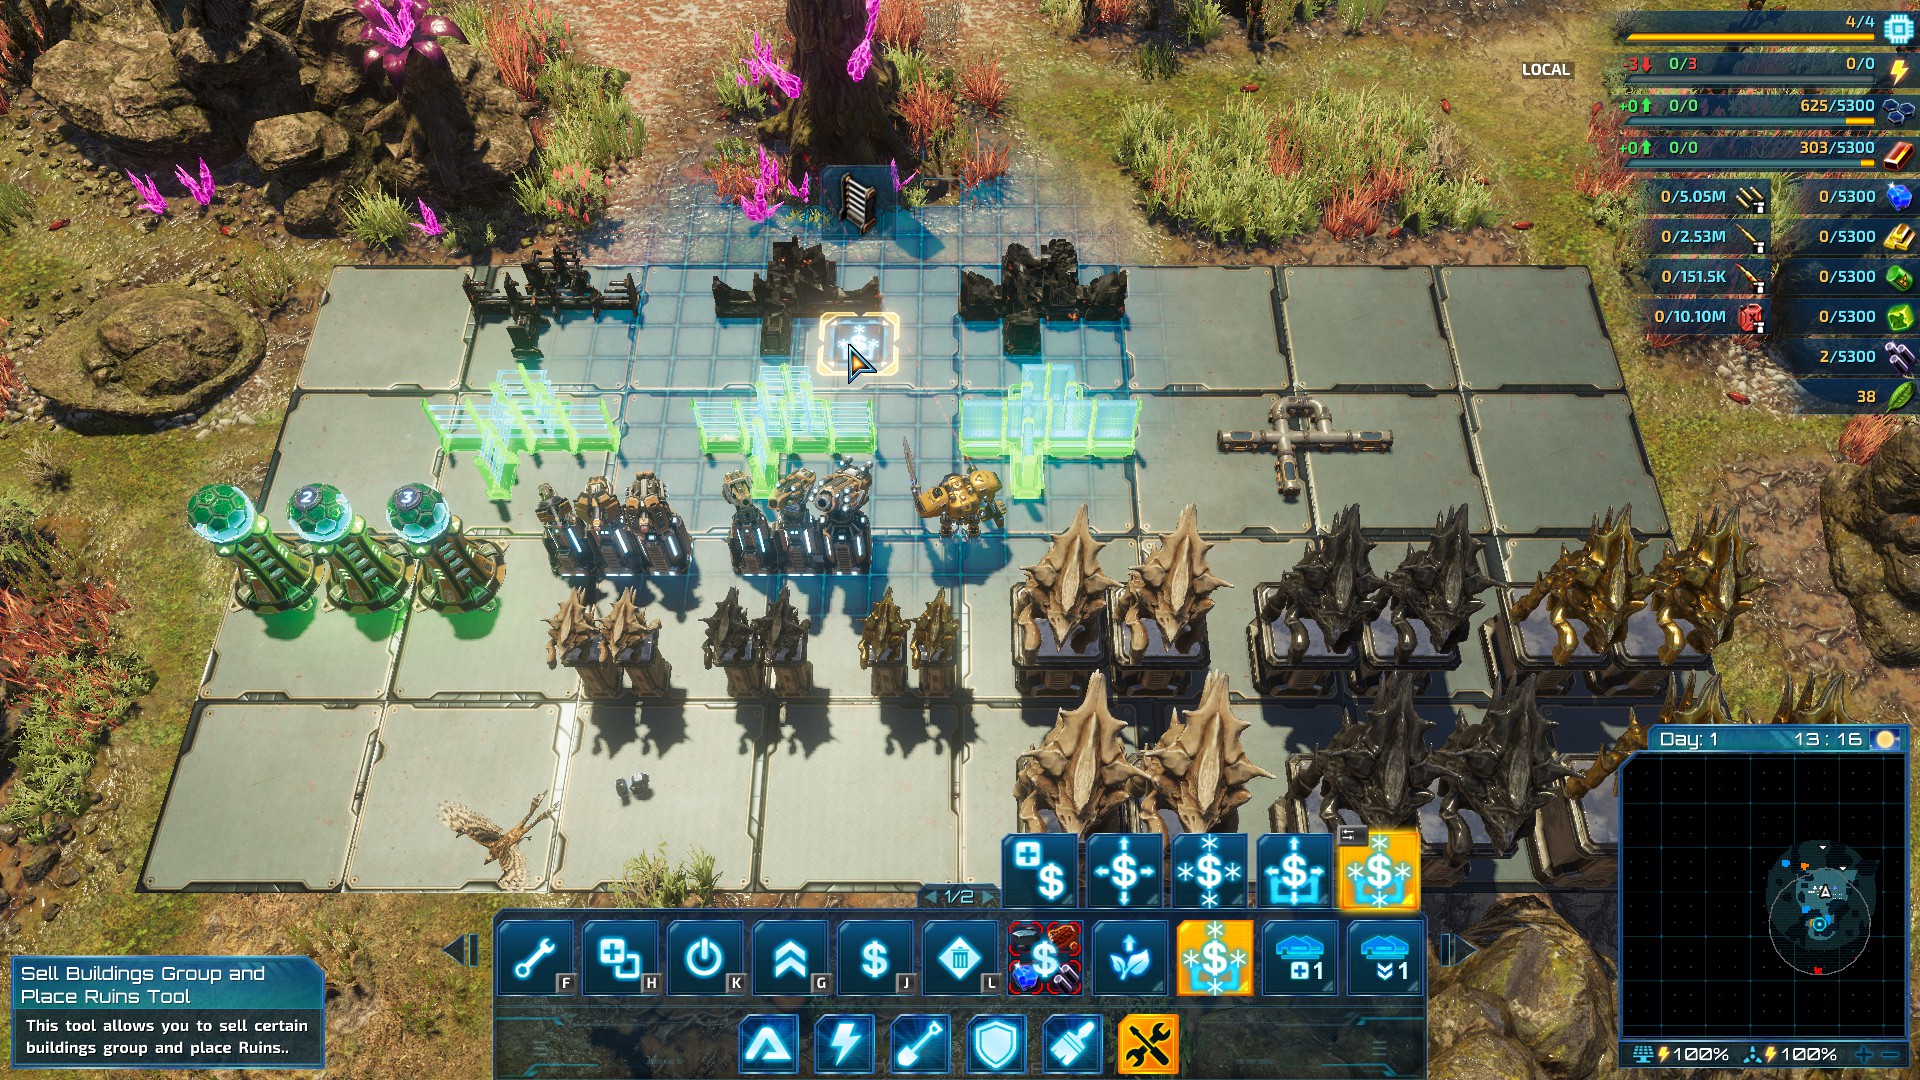 4/4
LOCAL
-3 0/3 0/0
+0 0/0 625/5300
+0 0/0 303/5300
0/5.05M 0/5300
0/2.53M 0/5300
0/151.5K 0/5300
0/10.10M 0/5300
2/5300
38
2 3
Day: 1 13:16
$ $ $ $ $
1/2
F H K G $ J L $ $ 1 1
Sell Buildings Group and
Place Ruins Tool
This tool allows you to sell certain
buildings group and place Ruins..
100% 100%